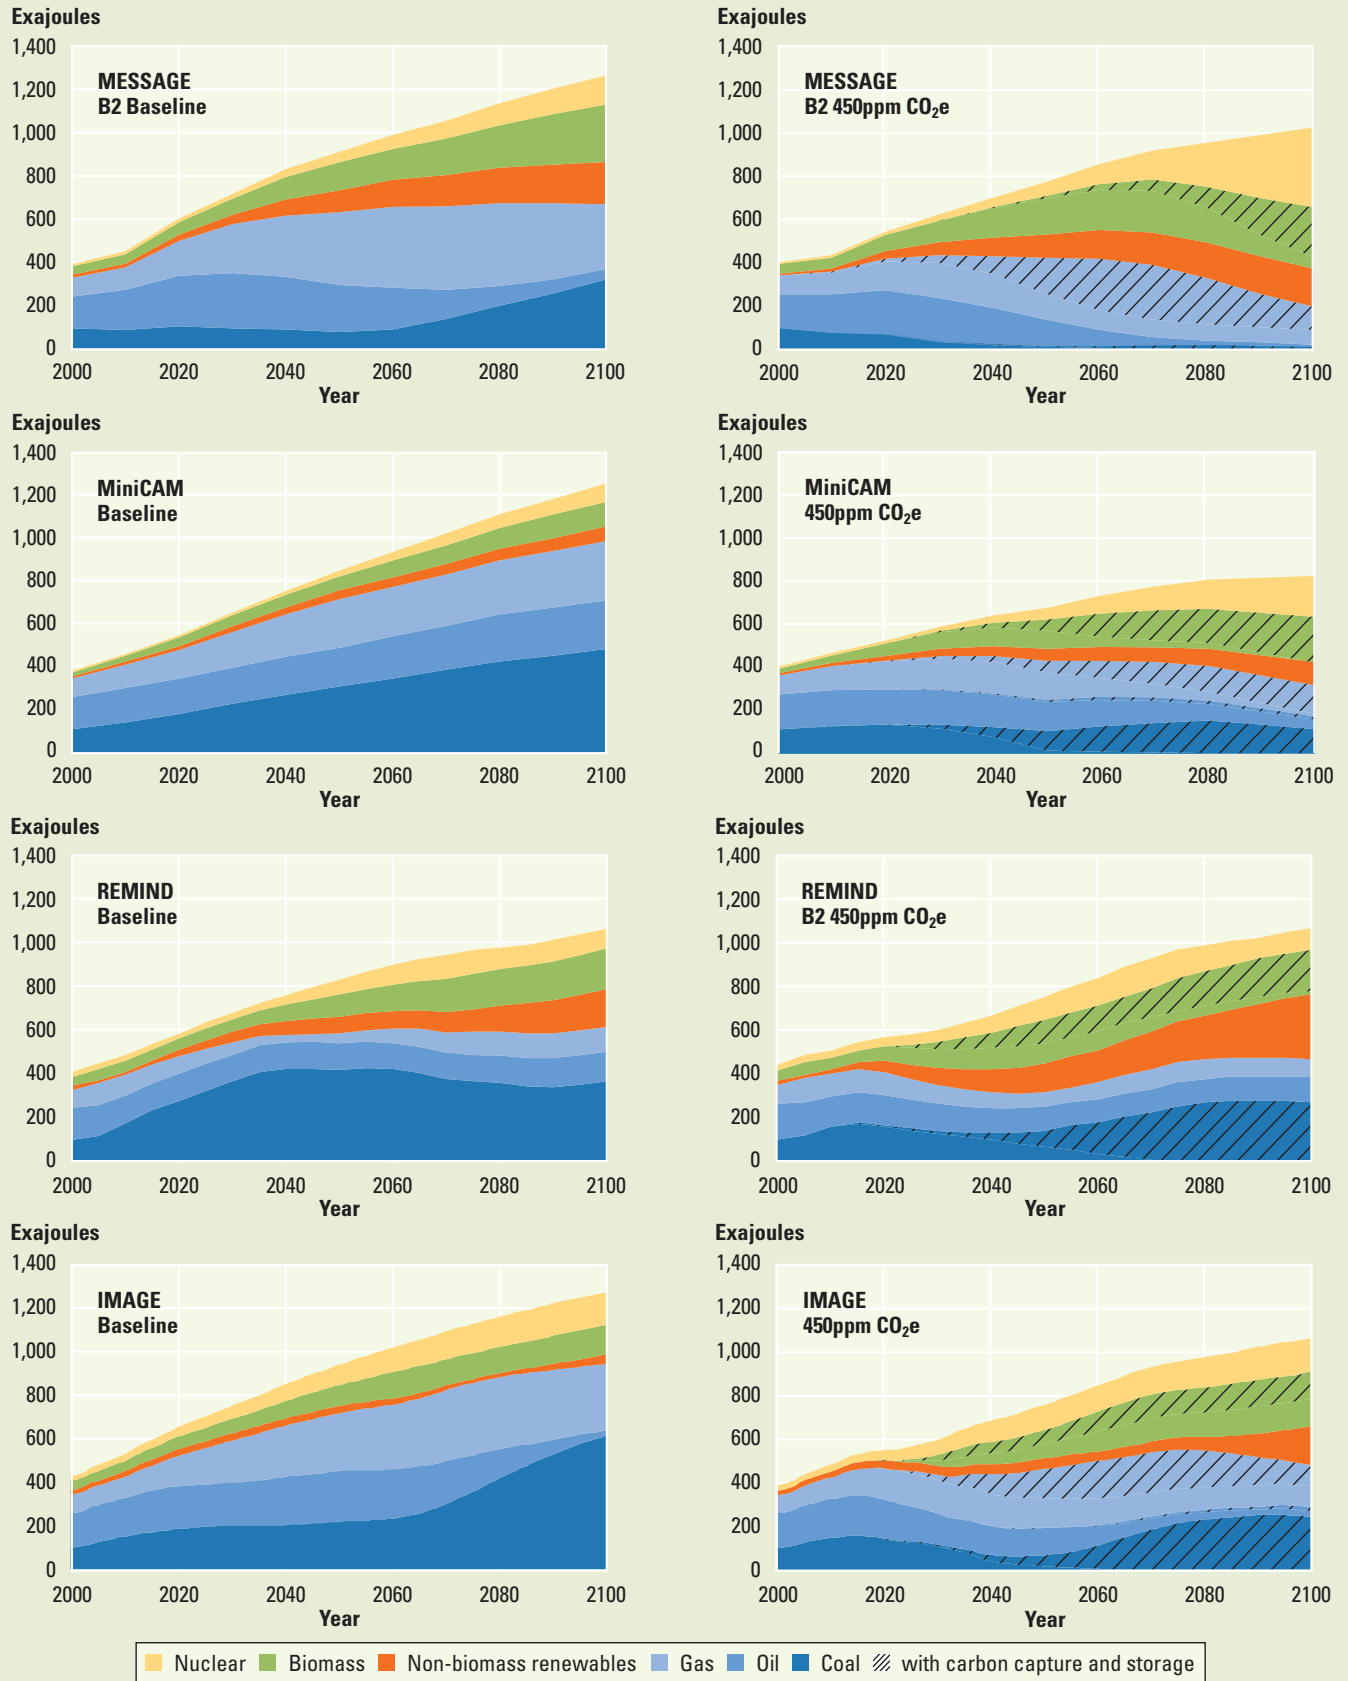 Exajoules
1,400
1,200
1,000
800
600
400
200
0
MESSAGE
B2 Baseline
2000 2020 2040 2060 2080 2100
Year
Exajoules
1,400
1,200
1,000
800
600
400
200
0
MESSAGE
B2 450ppm CO₂e
2000 2020 2040 2060 2080 2100
Year
Exajoules
1,400
1,200
1,000
800
600
400
200
0
MiniCAM
Baseline
2000 2020 2040 2060 2080 2100
Year
Exajoules
1,400
1,200
1,000
800
600
400
200
0
MiniCAM
450ppm CO₂e
2000 2020 2040 2060 2080 2100
Year
Exajoules
1,400
1,200
1,000
800
600
400
200
0
REMIND
Baseline
2000 2020 2040 2060 2080 2100
Year
Exajoules
1,400
1,200
1,000
800
600
400
200
0
REMIND
B2 450ppm CO₂e
2000 2020 2040 2060 2080 2100
Year
Exajoules
1,400
1,200
1,000
800
600
400
200
0
IMAGE
Baseline
2000 2020 2040 2060 2080 2100
Year
Exajoules
1,400
1,200
1,000
800
600
400
200
0
IMAGE
450ppm CO₂e
2000 2020 2040 2060 2080 2100
Year
Nuclear Biomass Non-biomass renewables Gas Oil Coal with carbon capture and storage